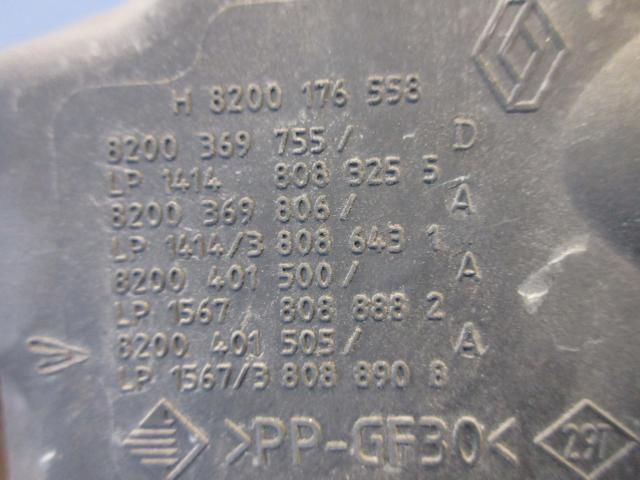 H 8200 176 558
8200 369 755/ D
LP 1414 808 325 5
8200 369 806/ A
LP 1414/3 808 643 1
8200 401 500/ A
LP 1567 808 888 2
8200 401 505/ A
LP 1567/3 808 890 8
>PP-GF30< 297